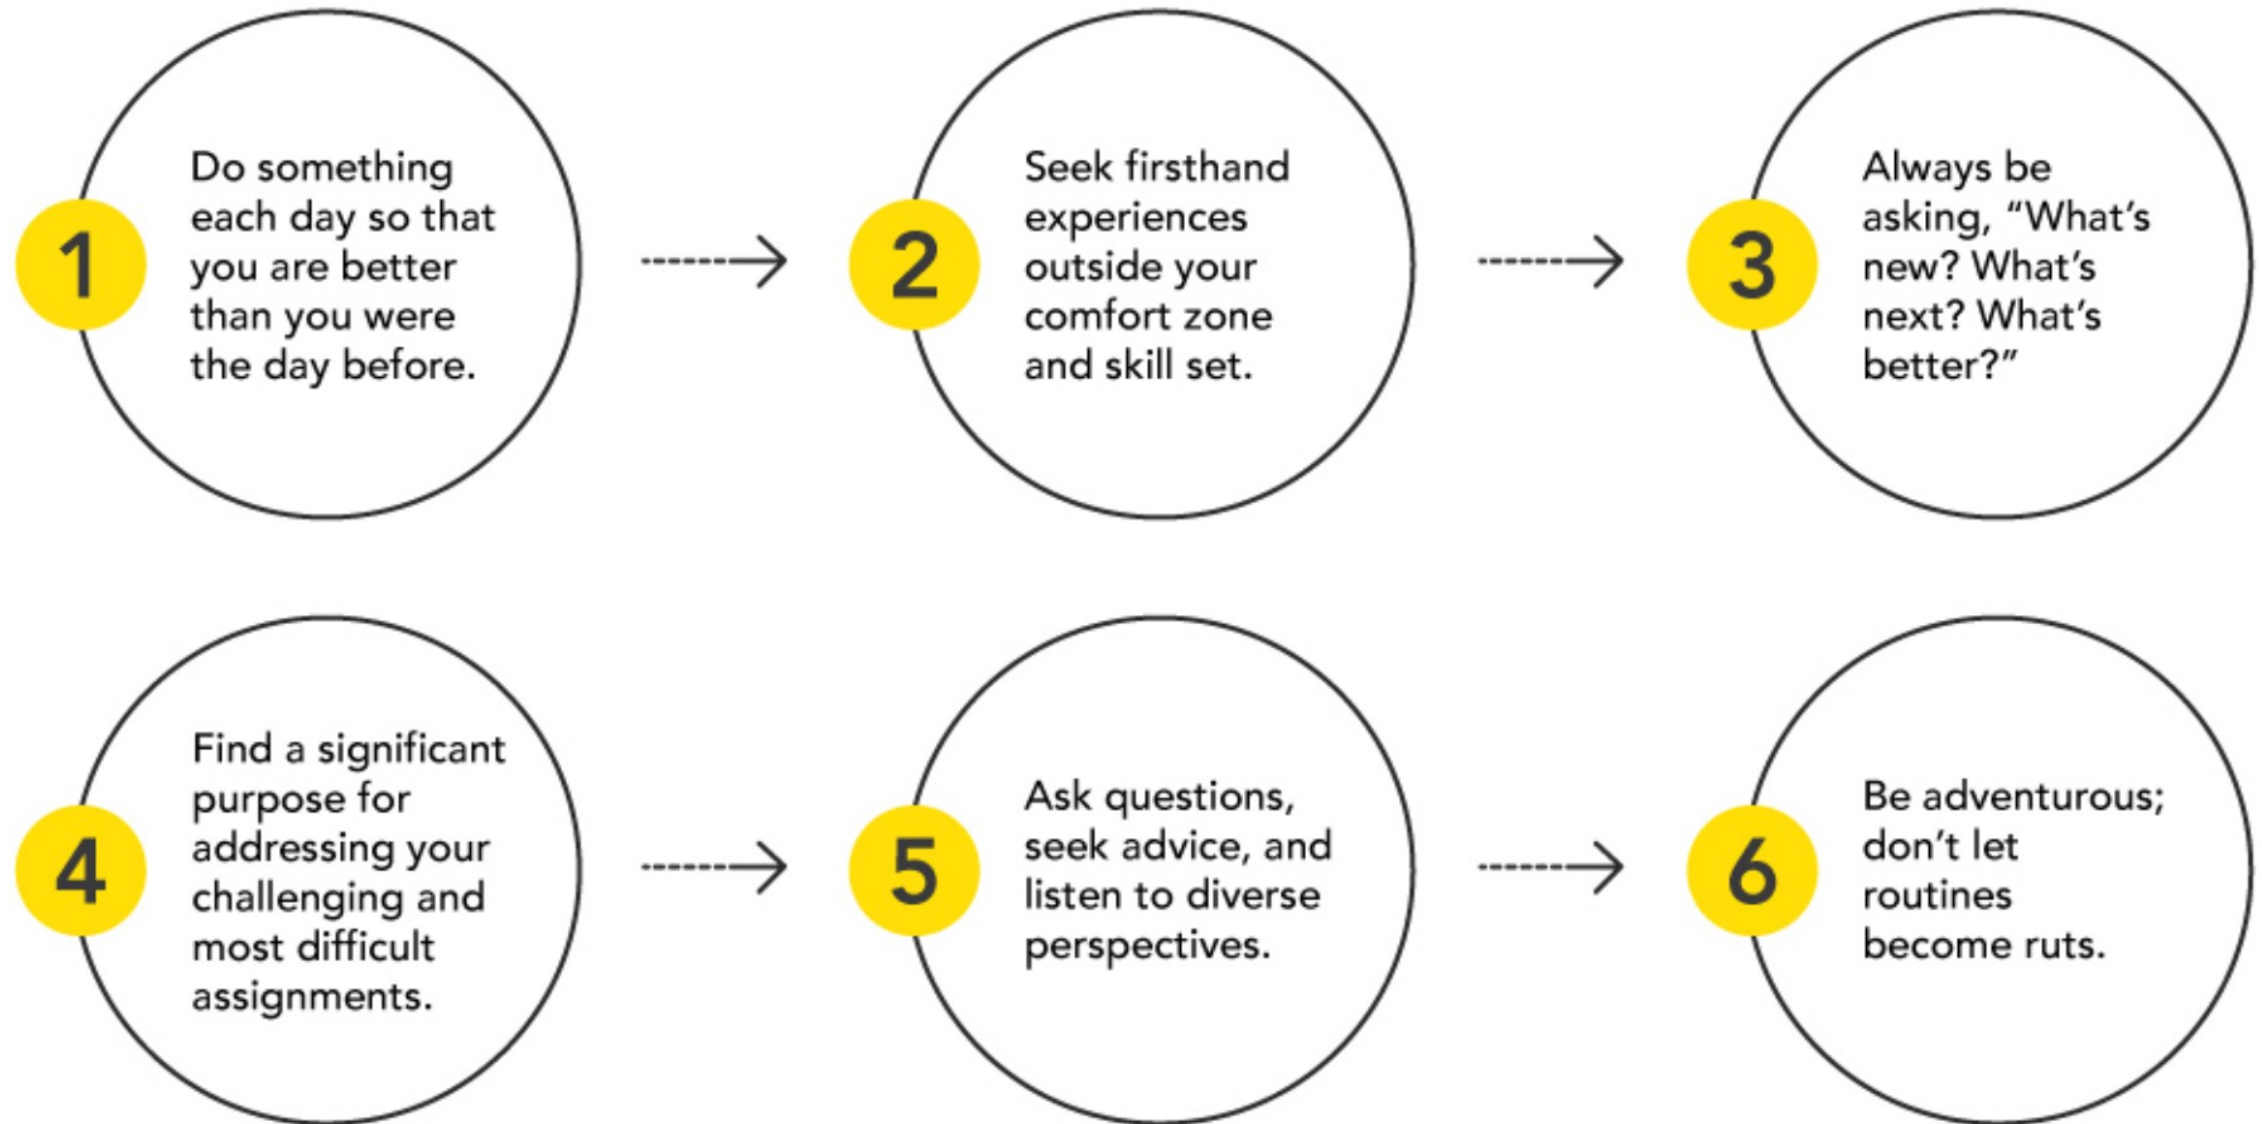 1
Do something
each day so that
you are better
than you were
the day before.
2
Seek firsthand
experiences
outside your
comfort zone
and skill set.
3
Always be
asking, “What’s
new? What’s
next? What’s
better?”
4
Find a significant
purpose for
addressing your
challenging and
most difficult
assignments.
5
Ask questions,
seek advice, and
listen to diverse
perspectives.
6
Be adventurous;
don’t let
routines
become ruts.